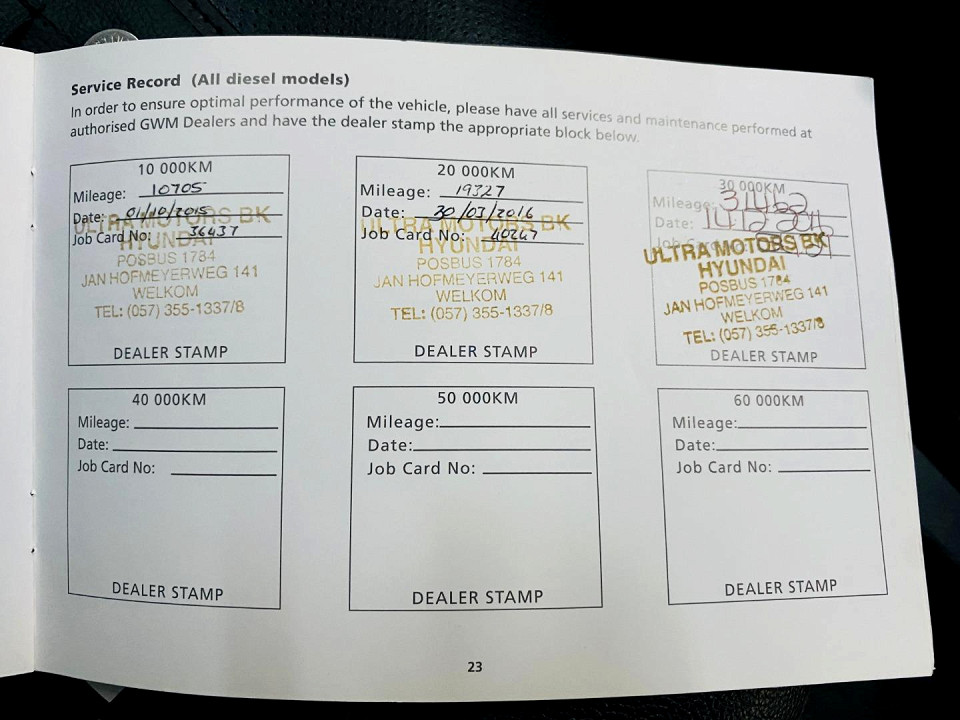 Service Record (All diesel models)
In order to ensure optimal performance of the vehicle, please have all services and maintenance performed at
authorised GWM Dealers and have the dealer stamp the appropriate block below.
10 000KM
Mileage: 10705
Date: 01/10/2015
Job Card No: 36437
ULTRA MOTORS BK
HYUNDAI
POSBUS 1784
JAN HOFMEYERWEG 141
WELKOM
TEL: (057) 355-1337/8
DEALER STAMP
20 000KM
Mileage: 19327
Date: 30/03/2016
Job Card No: 40247
ULTRA MOTORS BK
HYUNDAI
POSBUS 1784
JAN HOFMEYERWEG 141
WELKOM
TEL: (057) 355-1337/8
DEALER STAMP
30 000KM
Mileage: 31462
Date:
ULTRA MOTORS BK
HYUNDAI
POSBUS 1784
JAN HOFMEYERWEG 141
WELKOM
TEL: (057) 355-1337/8
DEALER STAMP
40 000KM
Mileage:
Date:
Job Card No:
DEALER STAMP
50 000KM
Mileage:
Date:
Job Card No:
DEALER STAMP
60 000KM
Mileage:
Date:
Job Card No:
DEALER STAMP
23